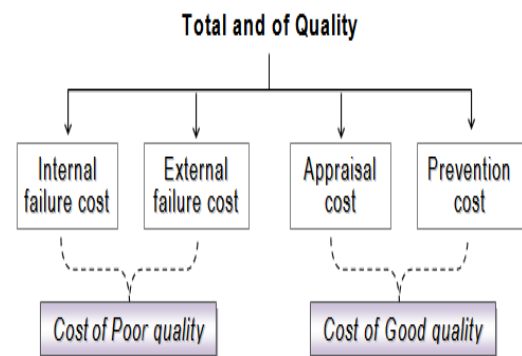 Total and of Quality
Internal
failure cost
External
failure cost
Appraisal
cost
Prevention
cost
Cost of Poor quality
Cost of Good quality